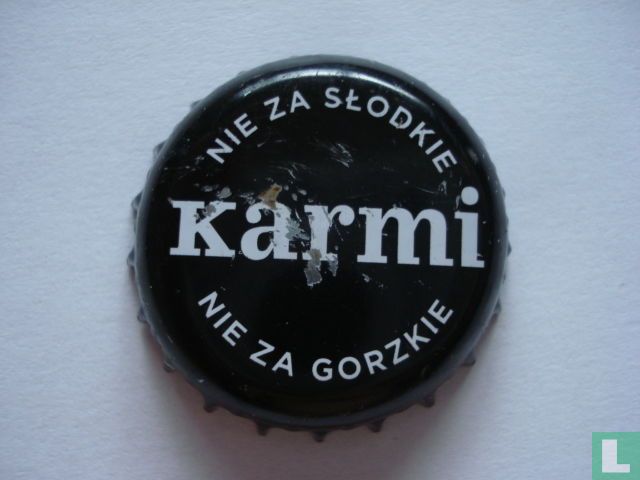 NIE ZA SŁODKIE
Karmi
NIE ZA GORZKIE
L